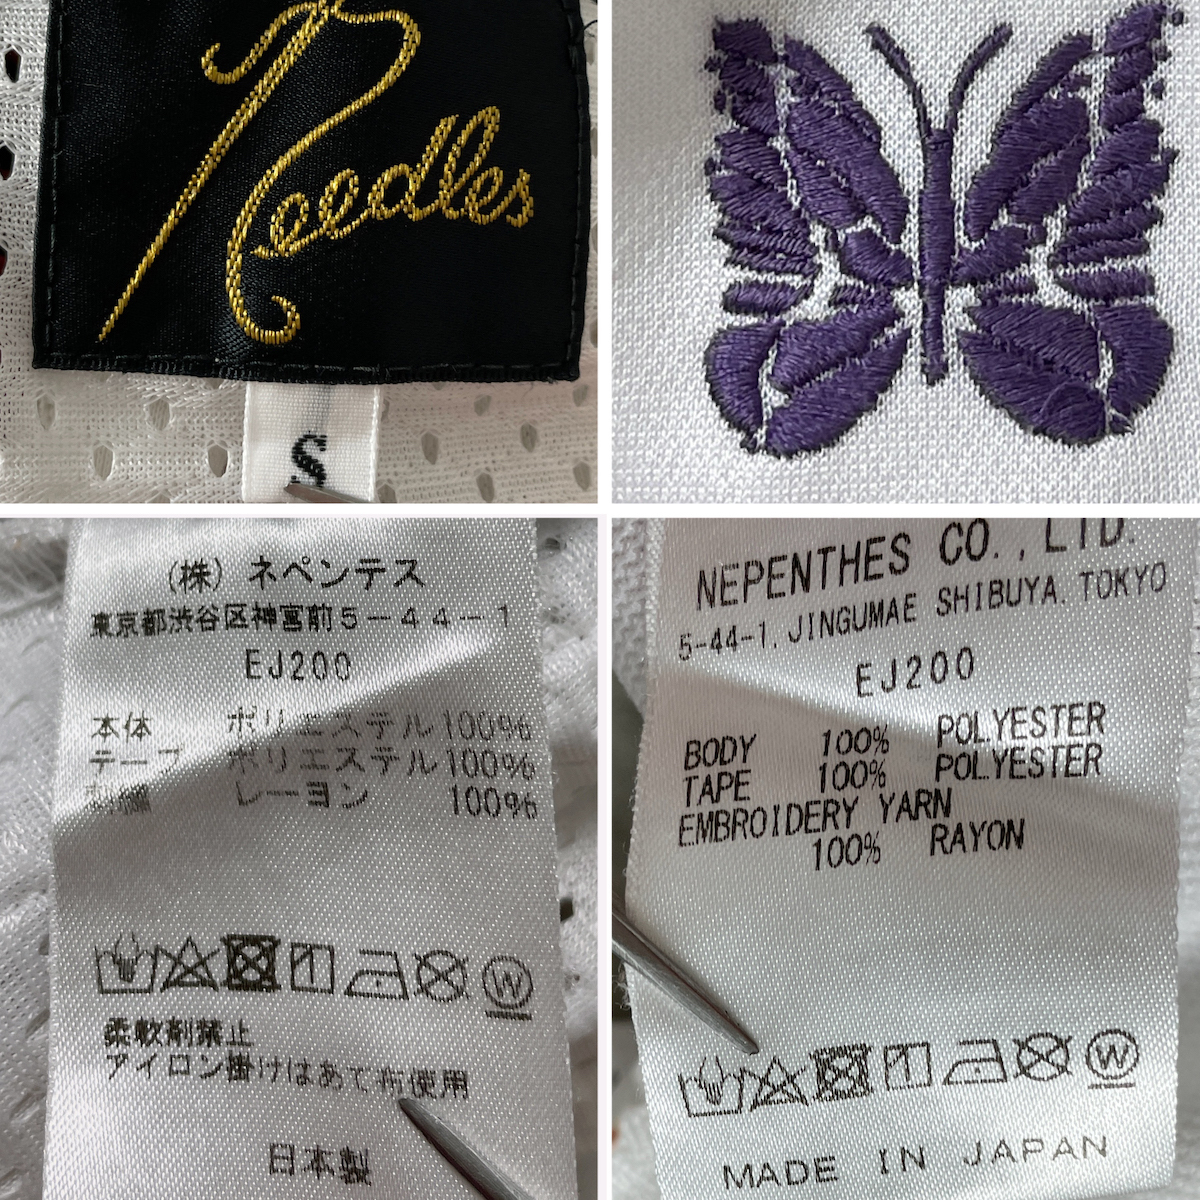 Needles
S
(株) ネペンテス
東京都渋谷区神宮前5-44-1
EJ200
本体 ポリエステル100%
テープ ポリエステル100%
刺繍 レーヨン 100%
W
柔軟剤禁止
アイロン掛けはあて布使用
日本製
NEPENTHES CO., LTD.
5-44-1, JINGUMAE SHIBUYA. TOKYO
EJ200
BODY 100% POLYESTER
TAPE 100% POLYESTER
EMBROIDERY YARN
100% RAYON
W
MADE IN JAPAN